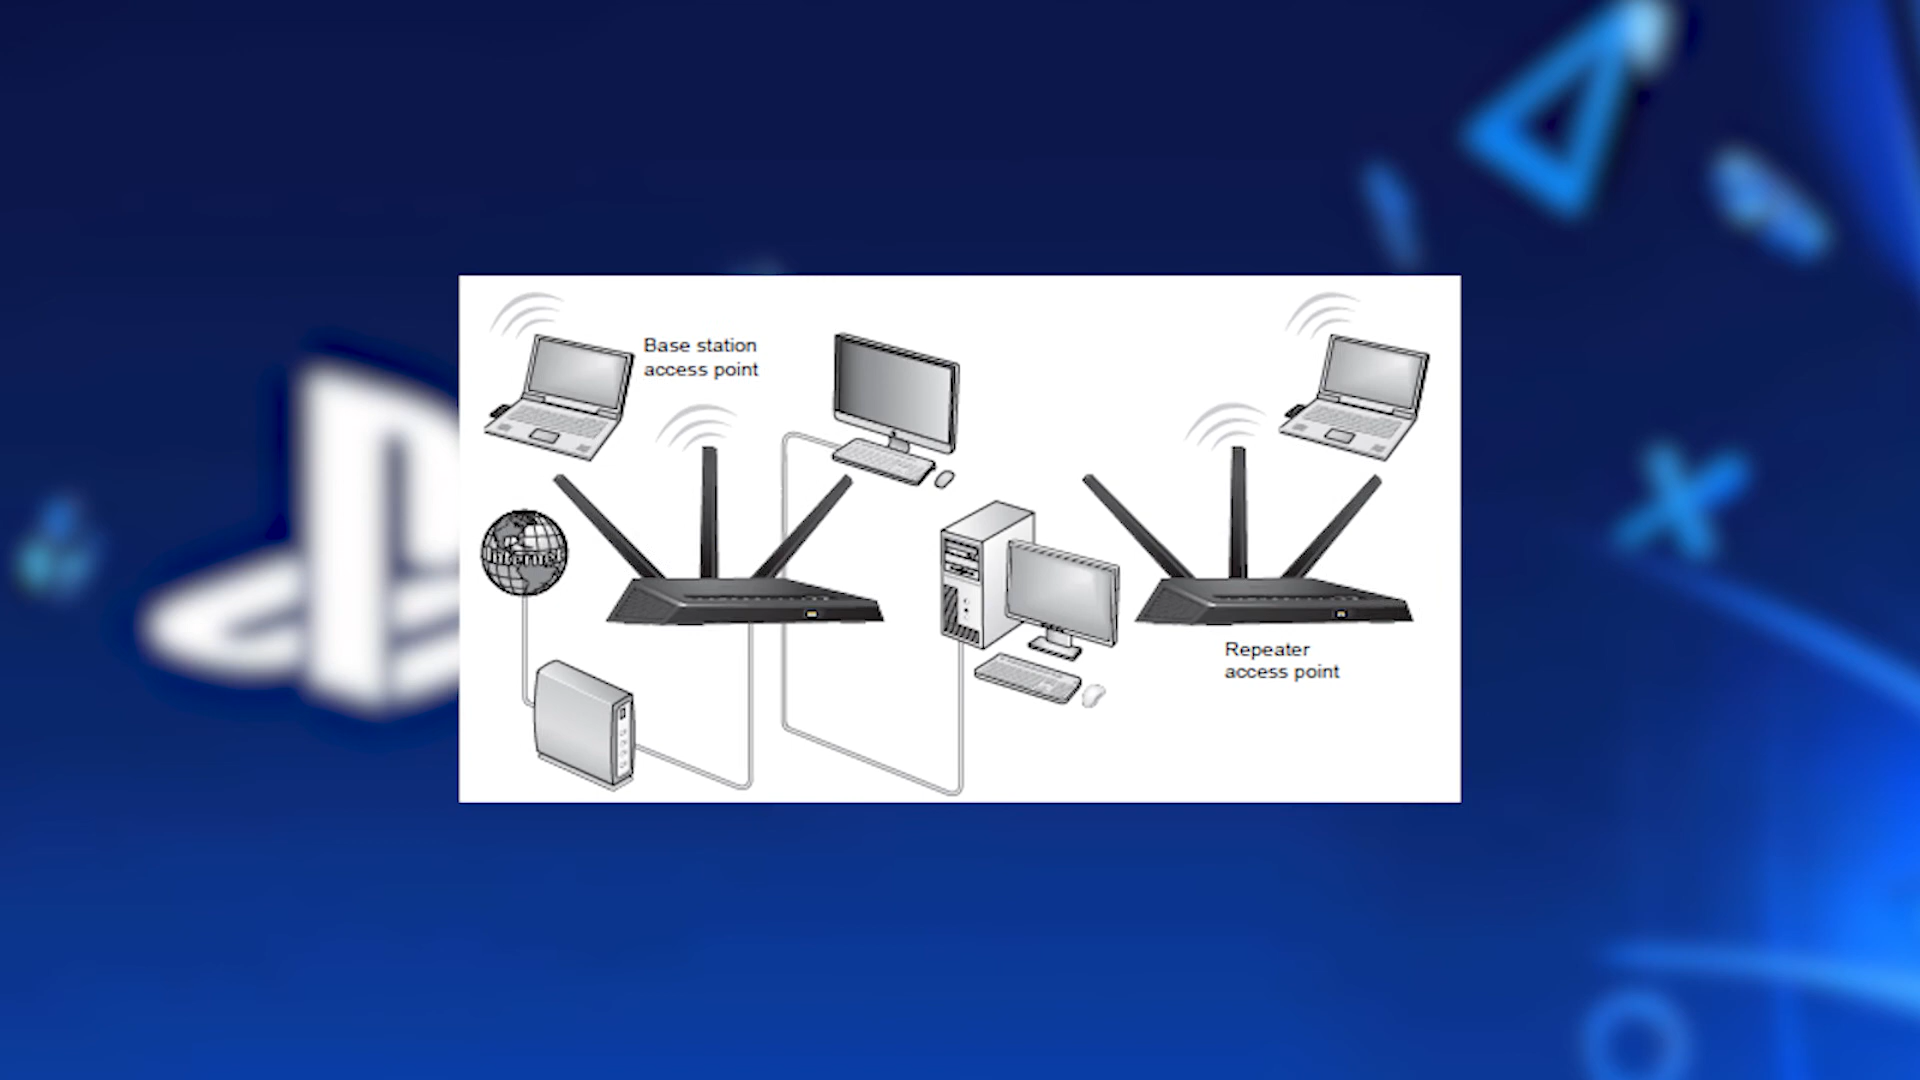 Base station
access point
Internet
Repeater
access point